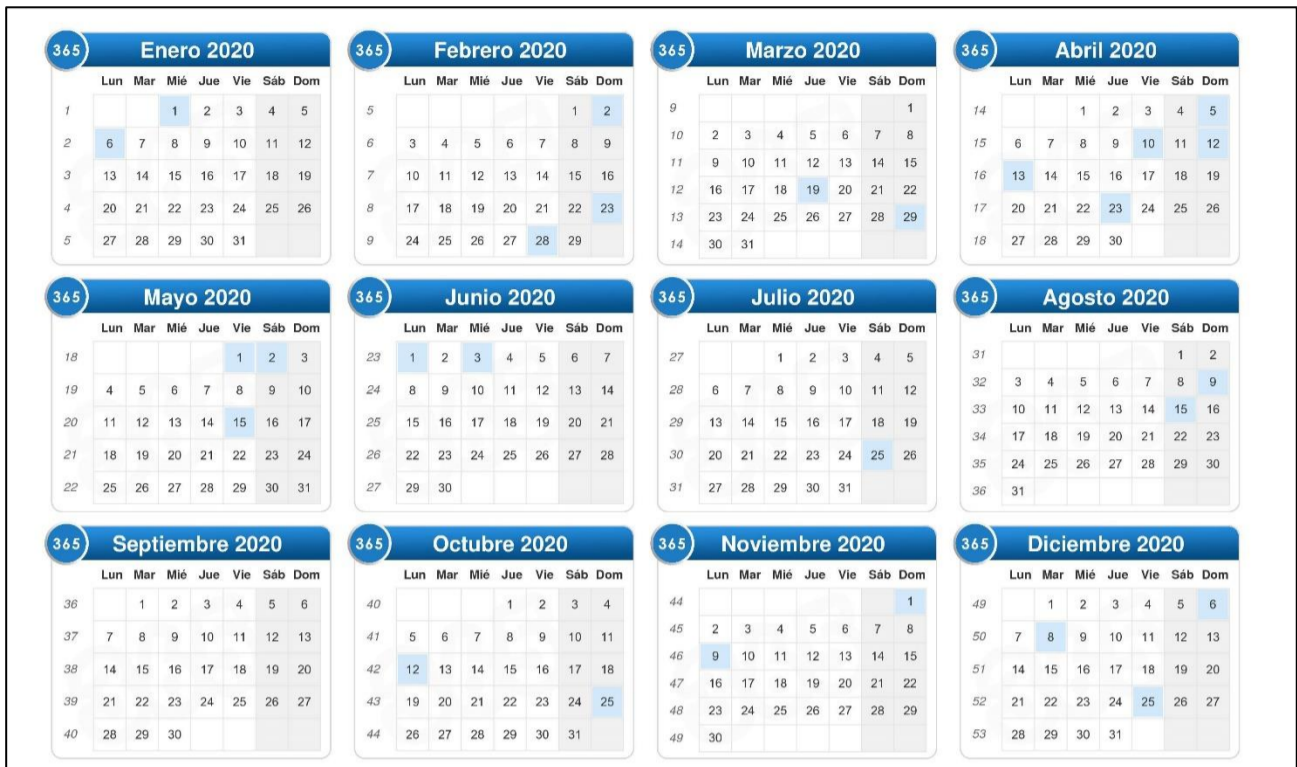 365 Enero 2020
Lun Mar Mié Jue Vie Sáb Dom
1 1 2 3 4 5
2 6 7 8 9 10 11 12
3 13 14 15 16 17 18 19
4 20 21 22 23 24 25 26
5 27 28 29 30 31
365 Febrero 2020
Lun Mar Mié Jue Vie Sáb Dom
5 1 2
6 3 4 5 6 7 8 9
7 10 11 12 13 14 15 16
8 17 18 19 20 21 22 23
9 24 25 26 27 28 29
365 Marzo 2020
Lun Mar Mié Jue Vie Sáb Dom
9 1
10 2 3 4 5 6 7 8
11 9 10 11 12 13 14 15
12 16 17 18 19 20 21 22
13 23 24 25 26 27 28 29
14 30 31
365 Abril 2020
Lun Mar Mié Jue Vie Sáb Dom
14 1 2 3 4 5
15 6 7 8 9 10 11 12
16 13 14 15 16 17 18 19
17 20 21 22 23 24 25 26
18 27 28 29 30
365 Mayo 2020
Lun Mar Mié Jue Vie Sáb Dom
18 1 2 3
19 4 5 6 7 8 9 10
20 11 12 13 14 15 16 17
21 18 19 20 21 22 23 24
22 25 26 27 28 29 30 31
365 Junio 2020
Lun Mar Mié Jue Vie Sáb Dom
23 1 2 3 4 5 6 7
24 8 9 10 11 12 13 14
25 15 16 17 18 19 20 21
26 22 23 24 25 26 27 28
27 29 30
365 Julio 2020
Lun Mar Mié Jue Vie Sáb Dom
27 1 2 3 4 5
28 6 7 8 9 10 11 12
29 13 14 15 16 17 18 19
30 20 21 22 23 24 25 26
31 27 28 29 30 31
365 Agosto 2020
Lun Mar Mié Jue Vie Sáb Dom
31 1 2
32 3 4 5 6 7 8 9
33 10 11 12 13 14 15 16
34 17 18 19 20 21 22 23
35 24 25 26 27 28 29 30
36 31
365 Septiembre 2020
Lun Mar Mié Jue Vie Sáb Dom
36 1 2 3 4 5 6
37 7 8 9 10 11 12 13
38 14 15 16 17 18 19 20
39 21 22 23 24 25 26 27
40 28 29 30
365 Octubre 2020
Lun Mar Mié Jue Vie Sáb Dom
40 1 2 3 4
41 5 6 7 8 9 10 11
42 12 13 14 15 16 17 18
43 19 20 21 22 23 24 25
44 26 27 28 29 30 31
365 Noviembre 2020
Lun Mar Mié Jue Vie Sáb Dom
44 1
45 2 3 4 5 6 7 8
46 9 10 11 12 13 14 15
47 16 17 18 19 20 21 22
48 23 24 25 26 27 28 29
49 30
365 Diciembre 2020
Lun Mar Mié Jue Vie Sáb Dom
49 1 2 3 4 5 6
50 7 8 9 10 11 12 13
51 14 15 16 17 18 19 20
52 21 22 23 24 25 26 27
53 28 29 30 31